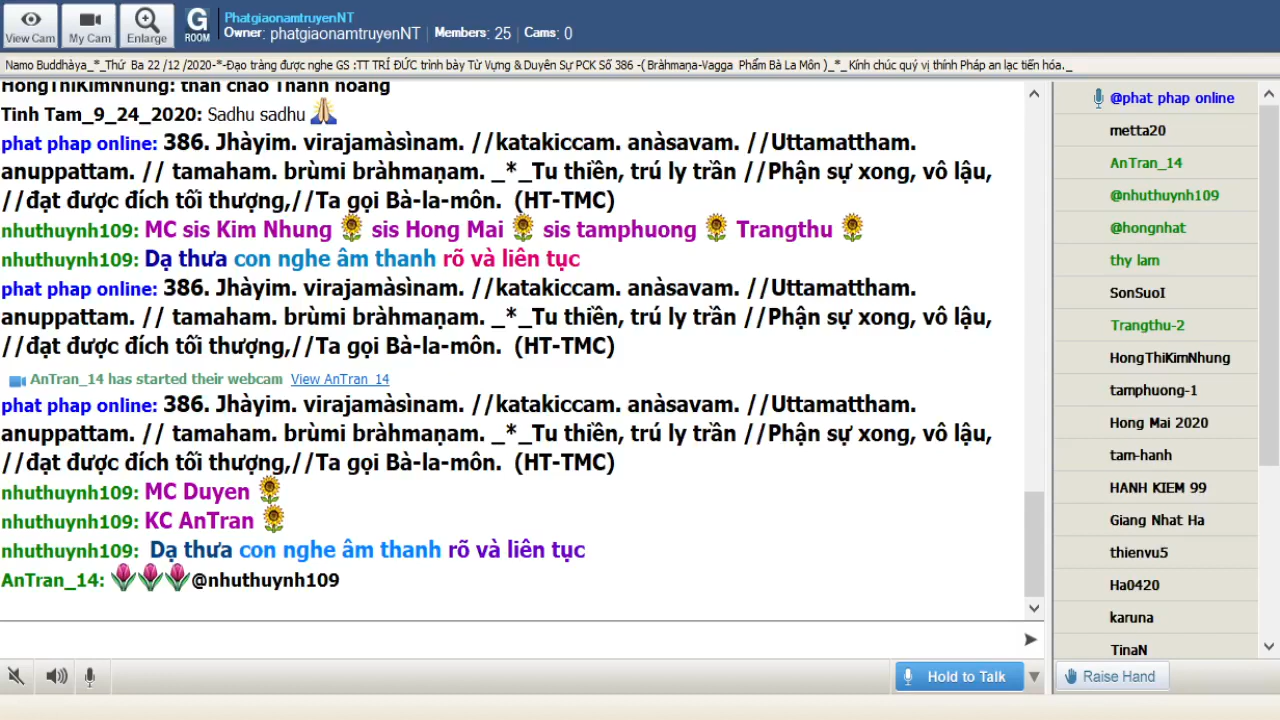 View Cam
My Cam
Enlarge
G
ROOM
PhatgiaonamtruyenNT
Owner: phatgiaonamtruyenNT | Members: 25 | Cams: 0
Namo Buddhàya_*_Thứ Ba 22 /12 /2020-*-Đạo tràng được nghe GS :TT TRÍ ĐỨC trình bày Từ Vựng & Duyên Sự PCK Số 386 -( Bràhmaṇa-Vagga Phẩm Bà La Môn )_*_ Kính chúc quý vị thính Pháp an lạc tiến hóa._
HongThiKimNhung: thân chào Thanh hoang
Tinh Tam_9_24_2020: Sadhu sadhu 🙏
phat phap online: 386. Jhàyim. virajamàsìnam. //katakiccam. anàsavam. //Uttamattham.
anuppattam. // tamaham. brùmi bràhmaṇam. _*_Tu thiền, trú ly trần //Phận sự xong, vô lậu,
//đạt được đích tối thượng,//Ta gọi Bà-la-môn. (HT-TMC)
nhuthuynh109: MC sis Kim Nhung 🌻 sis Hong Mai 🌻 sis tamphuong 🌻 Trangthu 🌻
nhuthuynh109: Dạ thưa con nghe âm thanh rõ và liên tục
phat phap online: 386. Jhàyim. virajamàsìnam. //katakiccam. anàsavam. //Uttamattham.
anuppattam. // tamaham. brùmi bràhmaṇam. _*_Tu thiền, trú ly trần //Phận sự xong, vô lậu,
//đạt được đích tối thượng,//Ta gọi Bà-la-môn. (HT-TMC)
AnTran_14 has started their webcam View AnTran_14
phat phap online: 386. Jhàyim. virajamàsìnam. //katakiccam. anàsavam. //Uttamattham.
anuppattam. // tamaham. brùmi bràhmaṇam. _*_Tu thiền, trú ly trần //Phận sự xong, vô lậu,
//đạt được đích tối thượng,//Ta gọi Bà-la-môn. (HT-TMC)
nhuthuynh109: MC Duyen 🌻
nhuthuynh109: KC AnTran 🌻
nhuthuynh109: Dạ thưa con nghe âm thanh rõ và liên tục
AnTran_14: 🌷🌷🌷@nhuthuynh109
Hold to Talk
@phat phap online
metta20
AnTran_14
@nhuthuynh109
@hongnhat
thy lam
SonSuoI
Trangthu-2
HongThiKimNhung
tamphuong-1
Hong Mai 2020
tam-hanh
HANH KIEM 99
Giang Nhat Ha
thienvu5
Ha0420
karuna
TinaN
Raise Hand